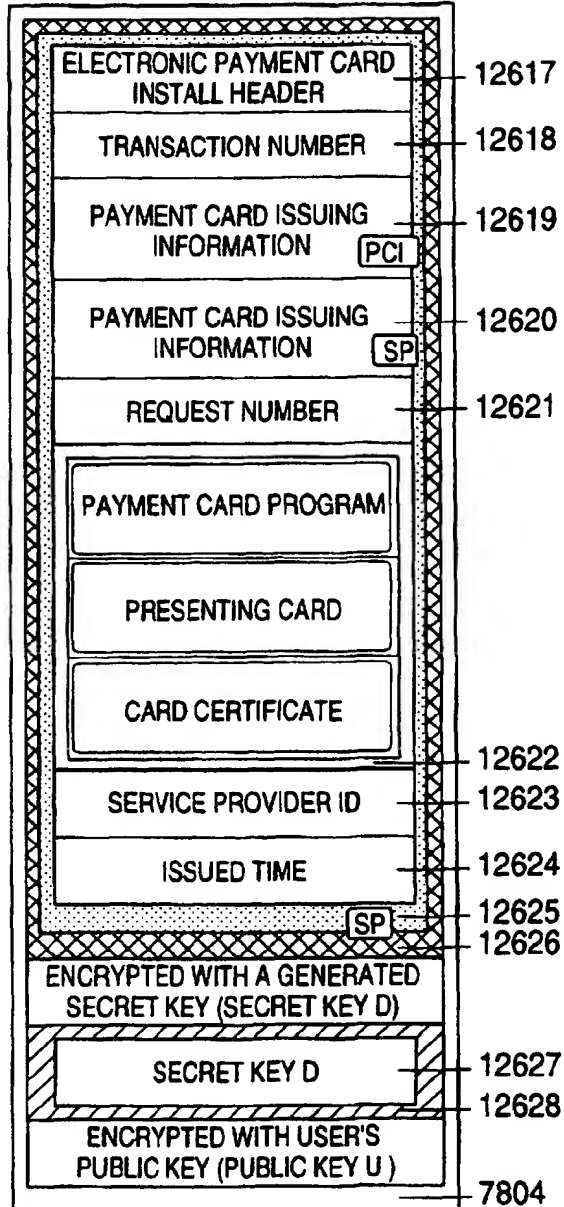 ELECTRONIC PAYMENT CARD
INSTALL HEADER
12617
TRANSACTION NUMBER
12618
PAYMENT CARD ISSUING
INFORMATION
PCI
12619
PAYMENT CARD ISSUING
INFORMATION
SP
12620
REQUEST NUMBER
12621
PAYMENT CARD PROGRAM
PRESENTING CARD
CARD CERTIFICATE
12622
SERVICE PROVIDER ID
12623
ISSUED TIME
12624
SP
12625
12626
ENCRYPTED WITH A GENERATED
SECRET KEY (SECRET KEY D)
SECRET KEY D
12627
12628
ENCRYPTED WITH USER'S
PUBLIC KEY (PUBLIC KEY U )
7804